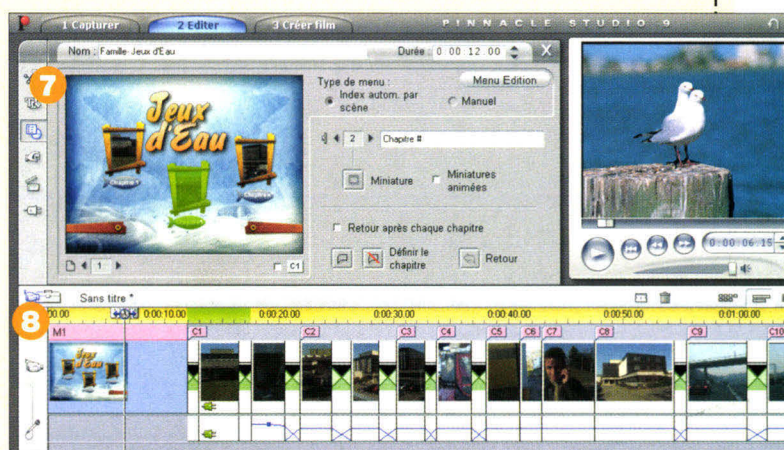 1 Capturer 2 Editer 3 Créer film PINNACLE STUDIO 9
Nom : Famille- Jeux d'Eau Durée : 0:00:12.00 X
7
Jeux
d'Eau
Chapitre 1
1
C1
Type de menu :
Menu Edition
Index autom. par
scène
Manuel
2 Chapitre #
Miniature
Miniatures
animées
Retour après chaque chapitre
Définir le
chapitre
Retour
0:00:06.15
8
Sans titre *
00.00 0:00:10.00 0:00:20.00 0:00:30.00 0:00:40.00 0:00:50.00 0:01:00.00
M1 C1 C2 C3 C4 C5 C6 C7 C8 C9 C10